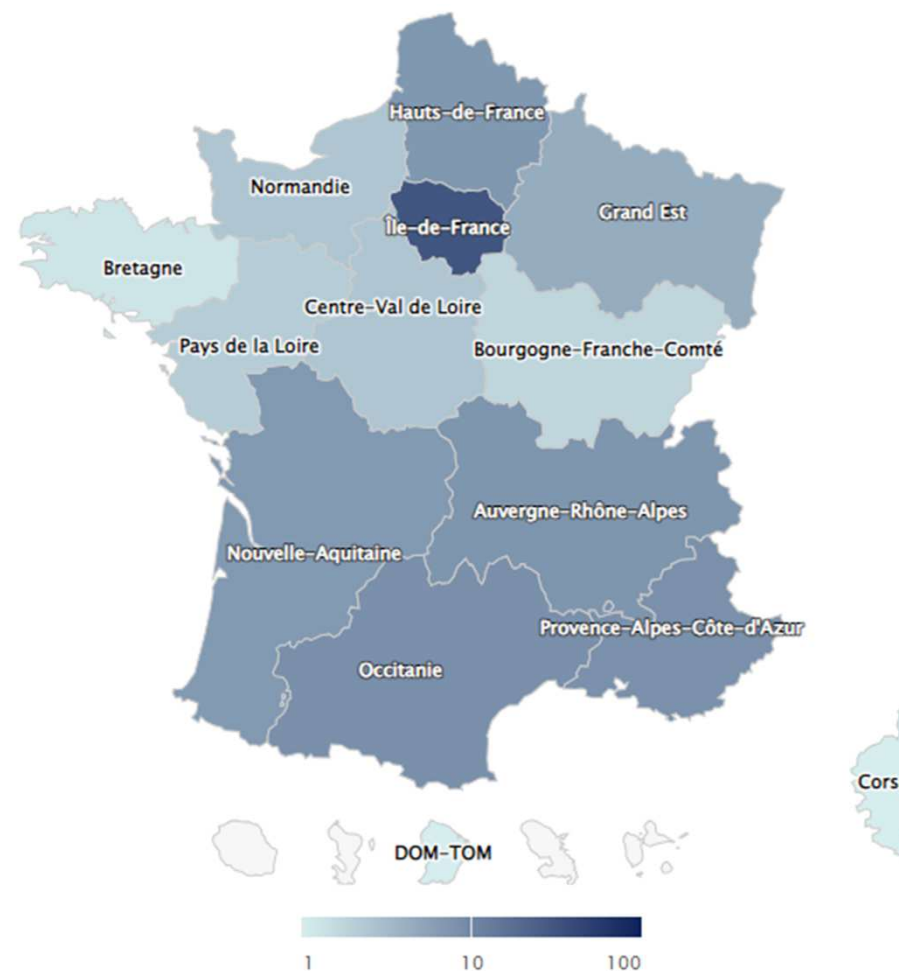 Hauts-de-France
Normandie
Grand Est
Île-de-France
Bretagne
Centre-Val de Loire
Pays de la Loire
Bourgogne-Franche-Comté
Auvergne-Rhône-Alpes
Nouvelle-Aquitaine
Provence-Alpes-Côte-d'Azur
Occitanie
Cors
DOM-TOM
1 10 100